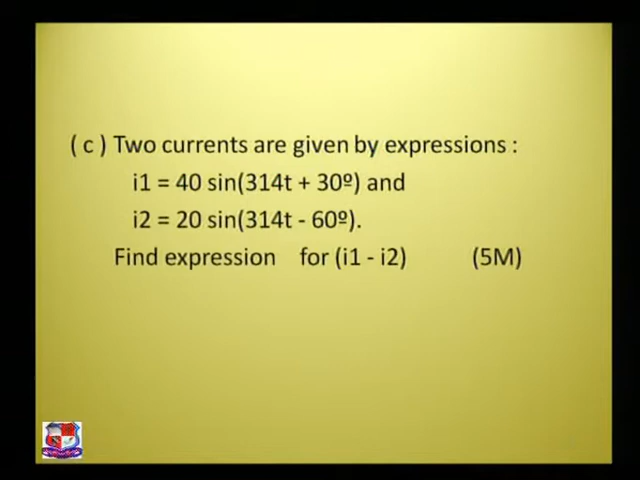 ( c ) Two currents are given by expressions :
i1 = 40 sin(314t + 30º) and
i2 = 20 sin(314t - 60º).
Find expression for (i1 - i2) (5M)